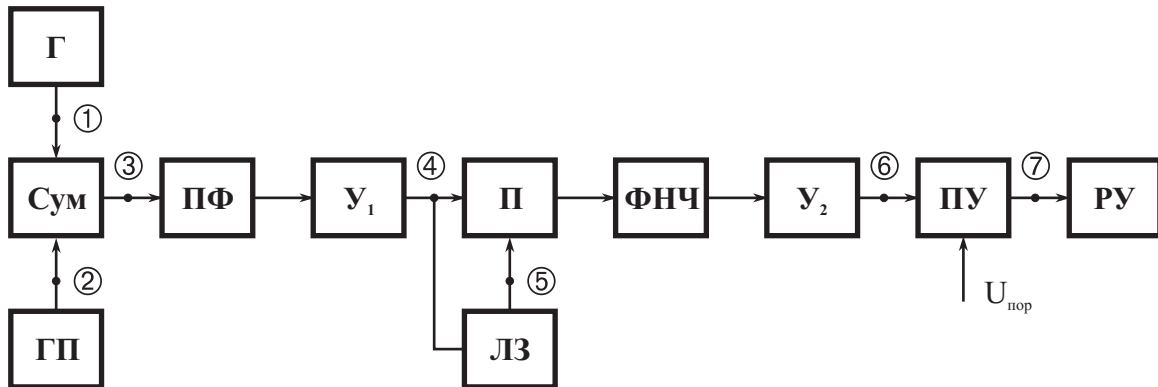 Г
①
③
④
⑥
⑦
Сум
ПФ
У₁
П
ФНЧ
У₂
ПУ
РУ
②
⑤
Uпор
ГП
ЛЗ